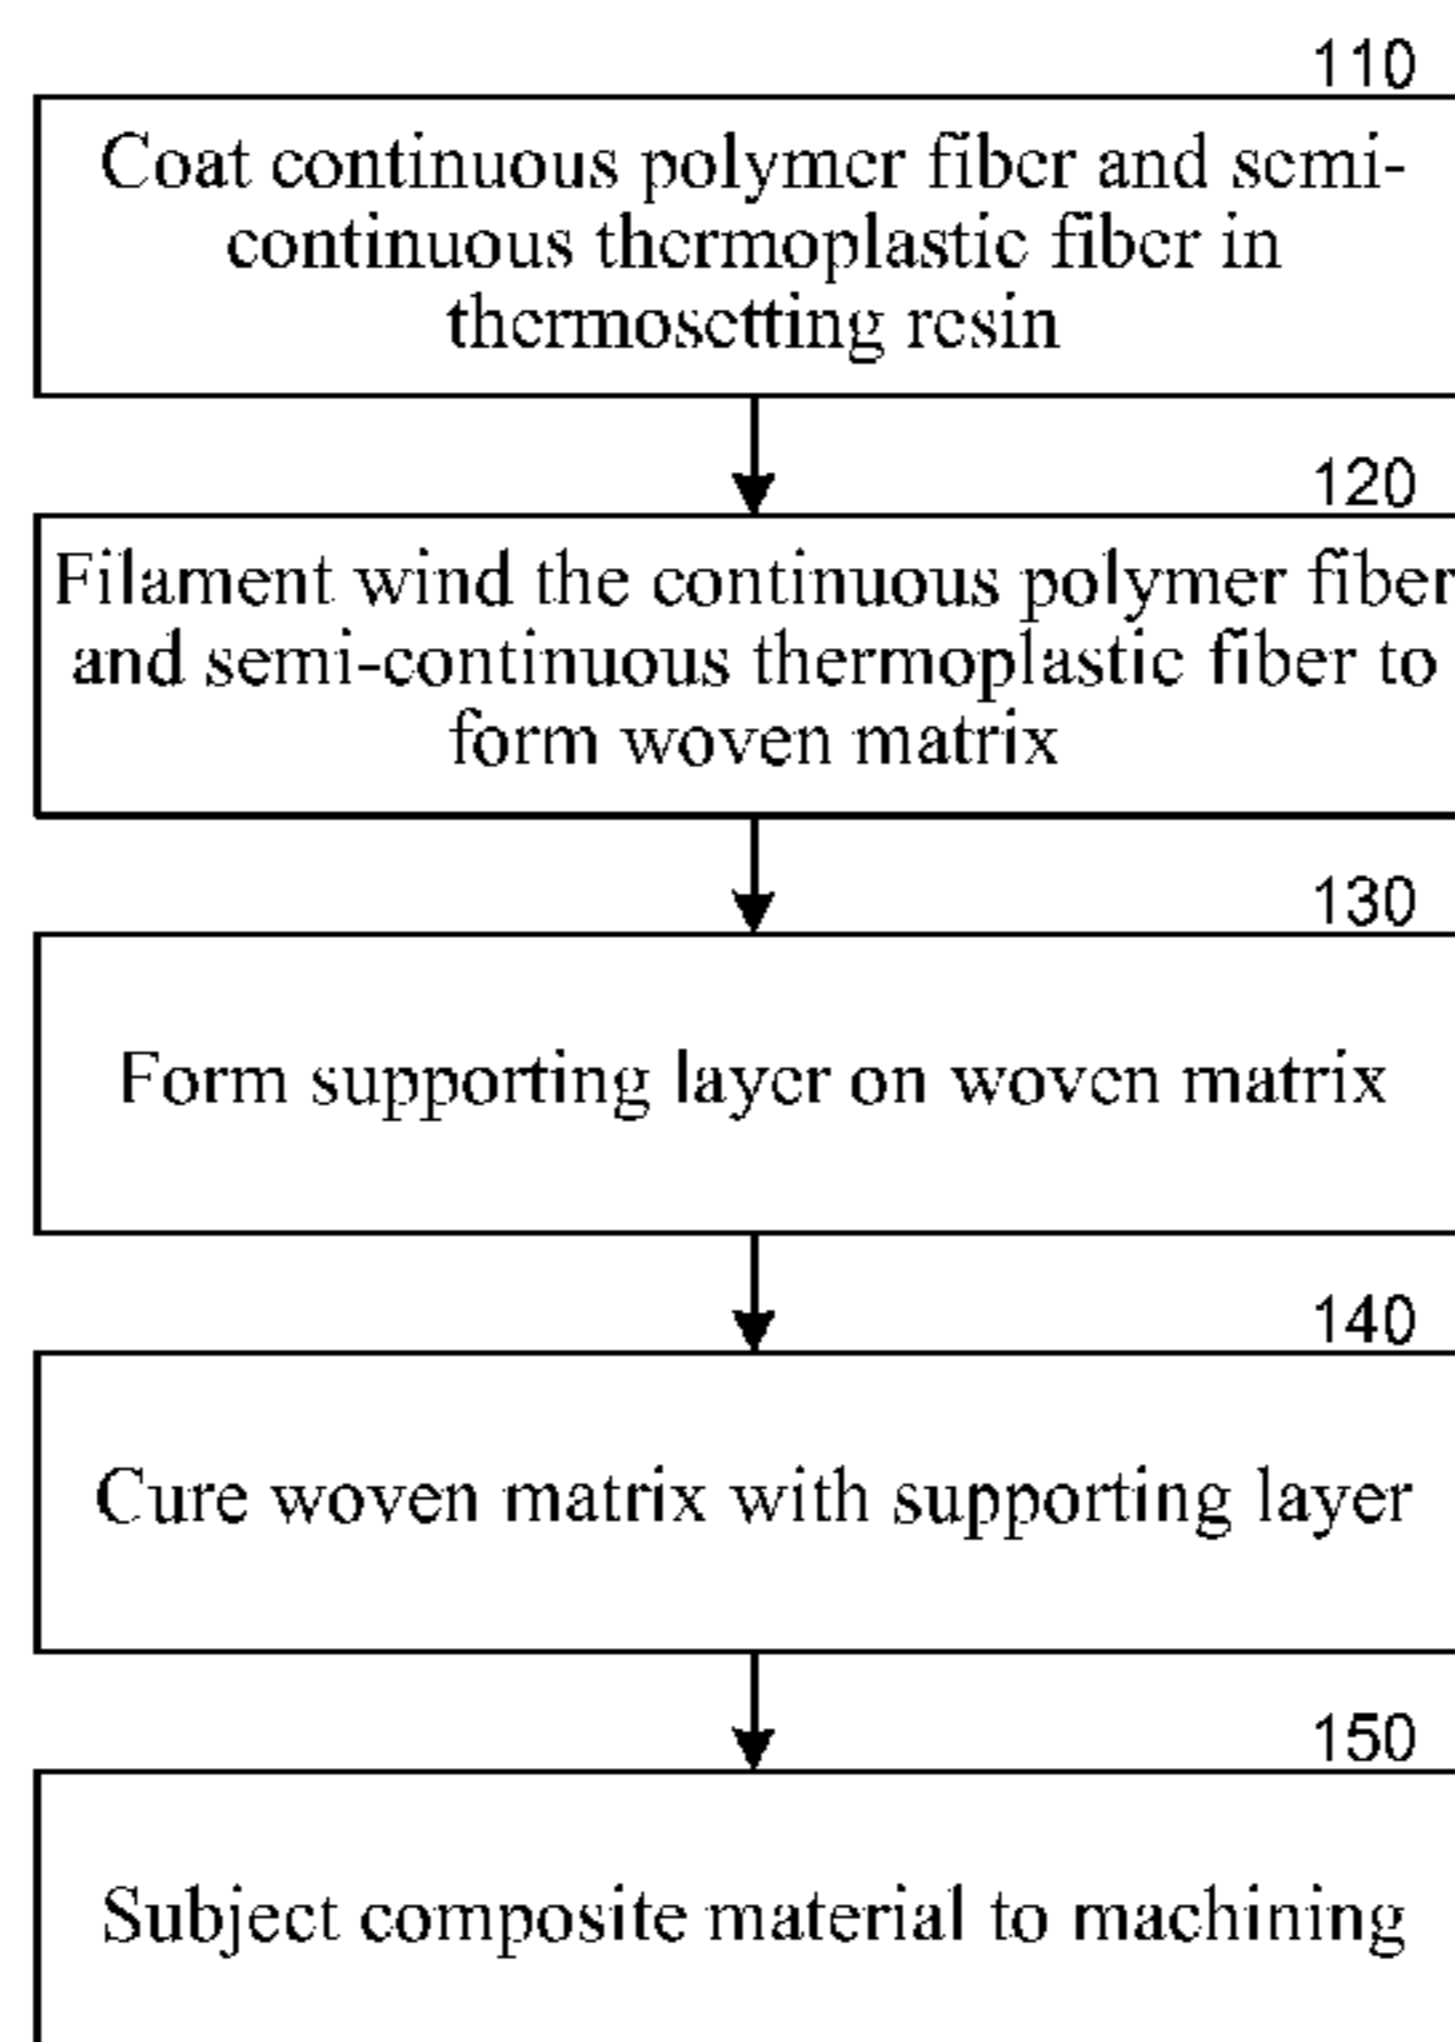 110
Coat continuous polymer fiber and semi-
continuous thermoplastic fiber in
thermosetting resin
120
Filament wind the continuous polymer fiber
and semi-continuous thermoplastic fiber to
form woven matrix
130
Form supporting layer on woven matrix
140
Cure woven matrix with supporting layer
150
Subject composite material to machining